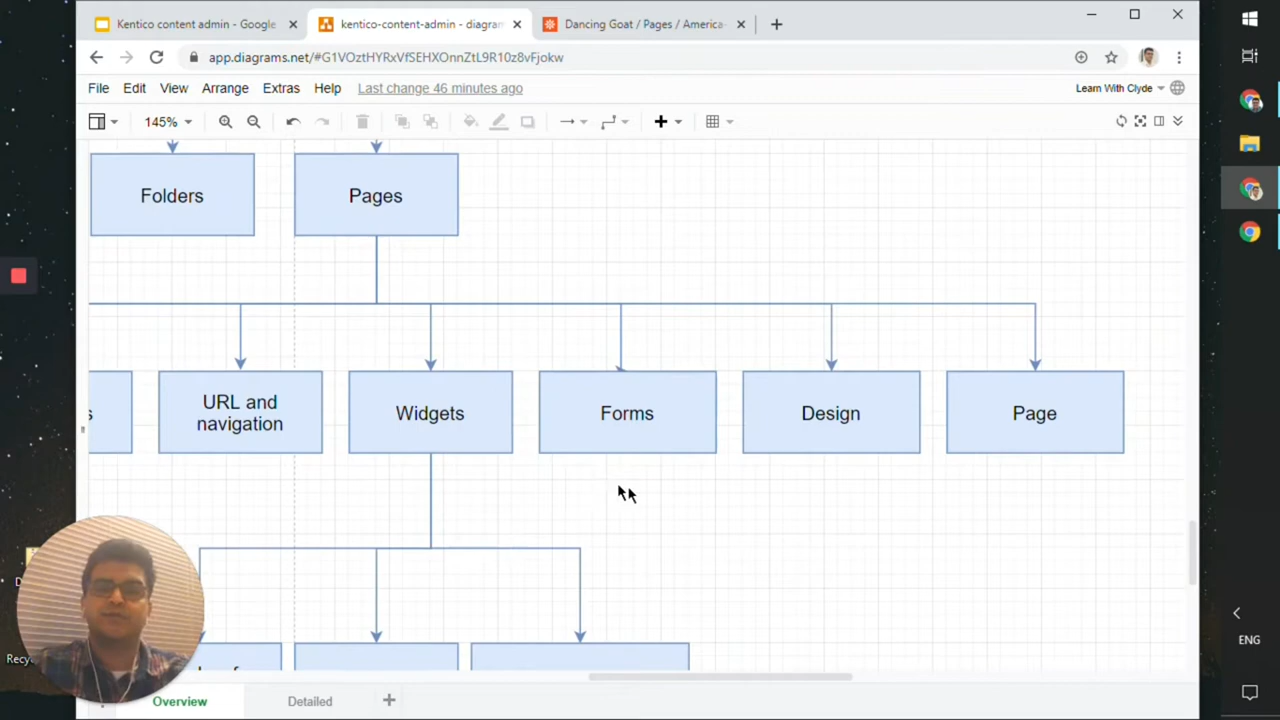 Kentico content admin - Google
kentico-content-admin - diagram
Dancing Goat / Pages / America-
app.diagrams.net/#G1VOztHYRxVfSEHXOnnZtL9R10z8vFjokw
File Edit View Arrange Extras Help Last change 46 minutes ago
Learn With Clyde
145%
Folders
Pages
s
URL and
navigation
Widgets
Forms
Design
Page
Recy
Overview
Detailed
ENG